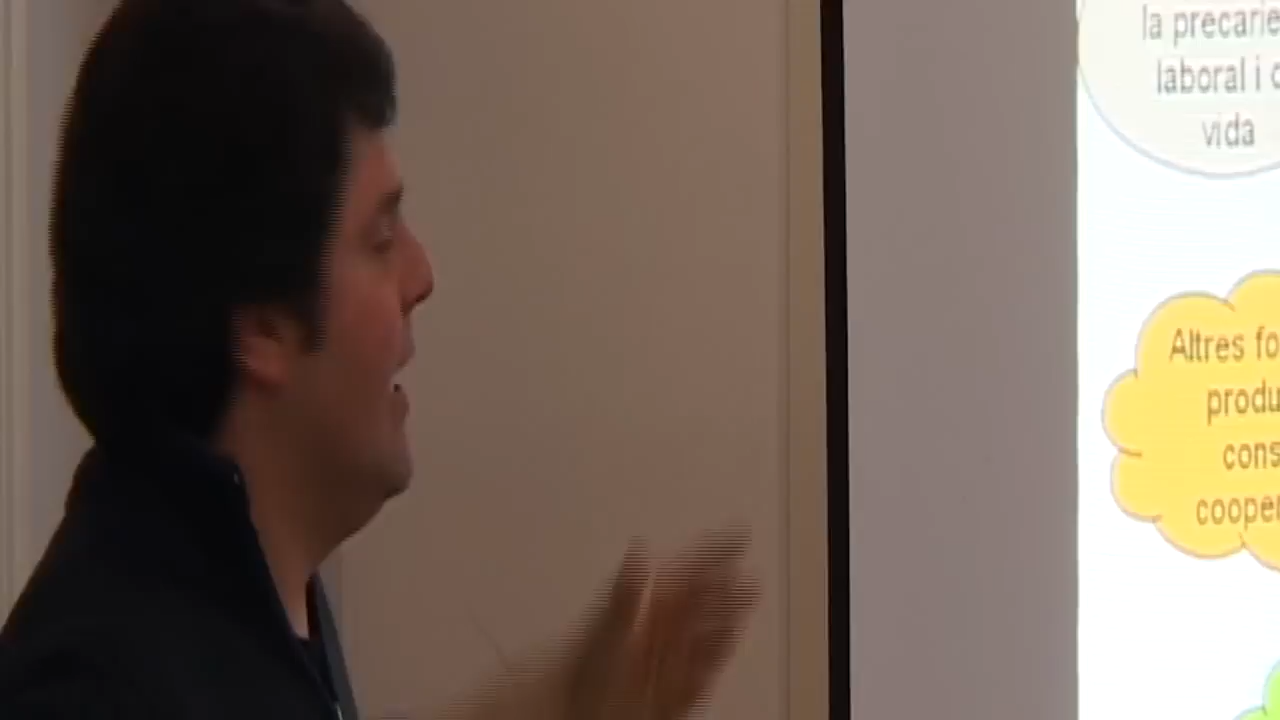 la precarie
laboral i c
vida
Altres fo
produ
cons
cooper